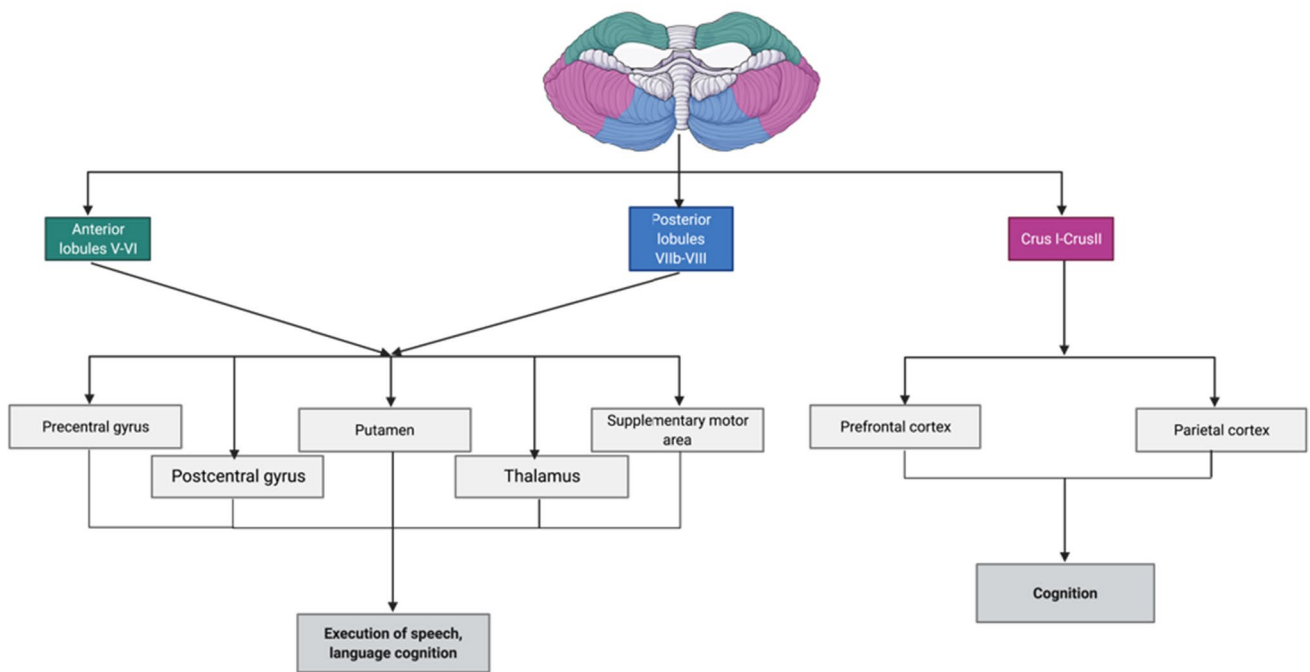 Anterior
lobules V-VI
Posterior
lobules
VIIb-VIII
Crus I-CrusII
Precentral gyrus
Postcentral gyrus
Putamen
Thalamus
Supplementary motor
area
Prefrontal cortex
Parietal cortex
Execution of speech,
language cognition
Cognition